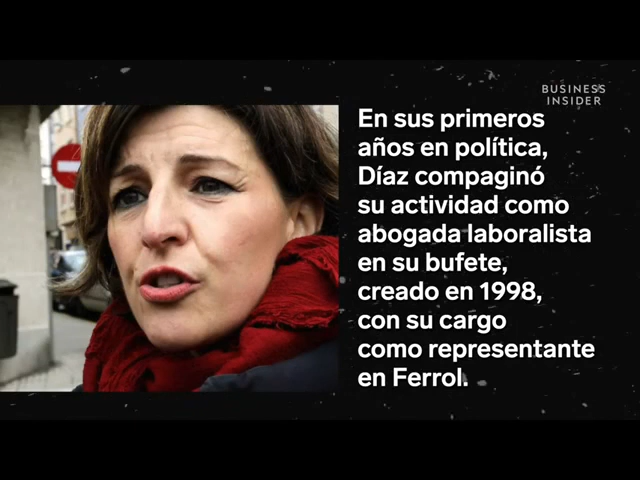 BUSINESS
INSIDER
En sus primeros
años en política,
Díaz compaginó
su actividad como
abogada laboralista
en su bufete,
creado en 1998,
con su cargo
como representante
en Ferrol.